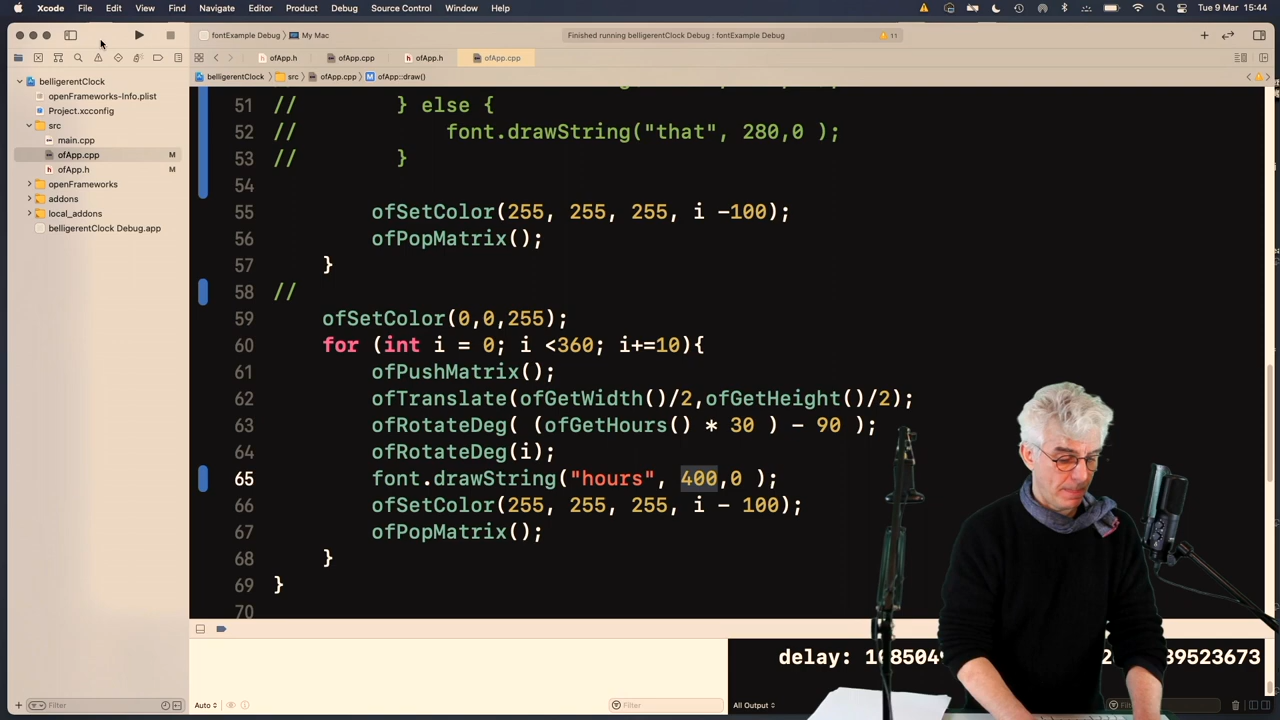 Xcode File Edit View Find Navigate Editor Product Debug Source Control Window Help Tue 9 Mar 15:44
fontExample Debug My Mac Finished running belligerentClock Debug : fontExample Debug 11
ofApp.h ofApp.cpp ofApp.h ofApp.cpp
belligerentClock src ofApp.cpp M ofApp::draw()
belligerentClock
openFrameworks-Info.plist
Project.xcconfig
src
main.cpp
ofApp.cpp M
ofApp.h M
openFrameworks
addons
local_addons
belligerentClock Debug.app
51 // } else {
52 // font.drawString("that", 280,0 );
53 // }
54
55 ofSetColor(255, 255, 255, i -100);
56 ofPopMatrix();
57 }
58 //
59 ofSetColor(0,0,255);
60 for (int i = 0; i <360; i+=10){
61 ofPushMatrix();
62 ofTranslate(ofGetWidth()/2,ofGetHeight()/2);
63 ofRotateDeg( (ofGetHours() * 30 ) - 90 );
64 ofRotateDeg(i);
65 font.drawString("hours", 400,0 );
66 ofSetColor(255, 255, 255, i - 100);
67 ofPopMatrix();
68 }
69 }
70
delay: 39523673
Filter Auto Filter All Output